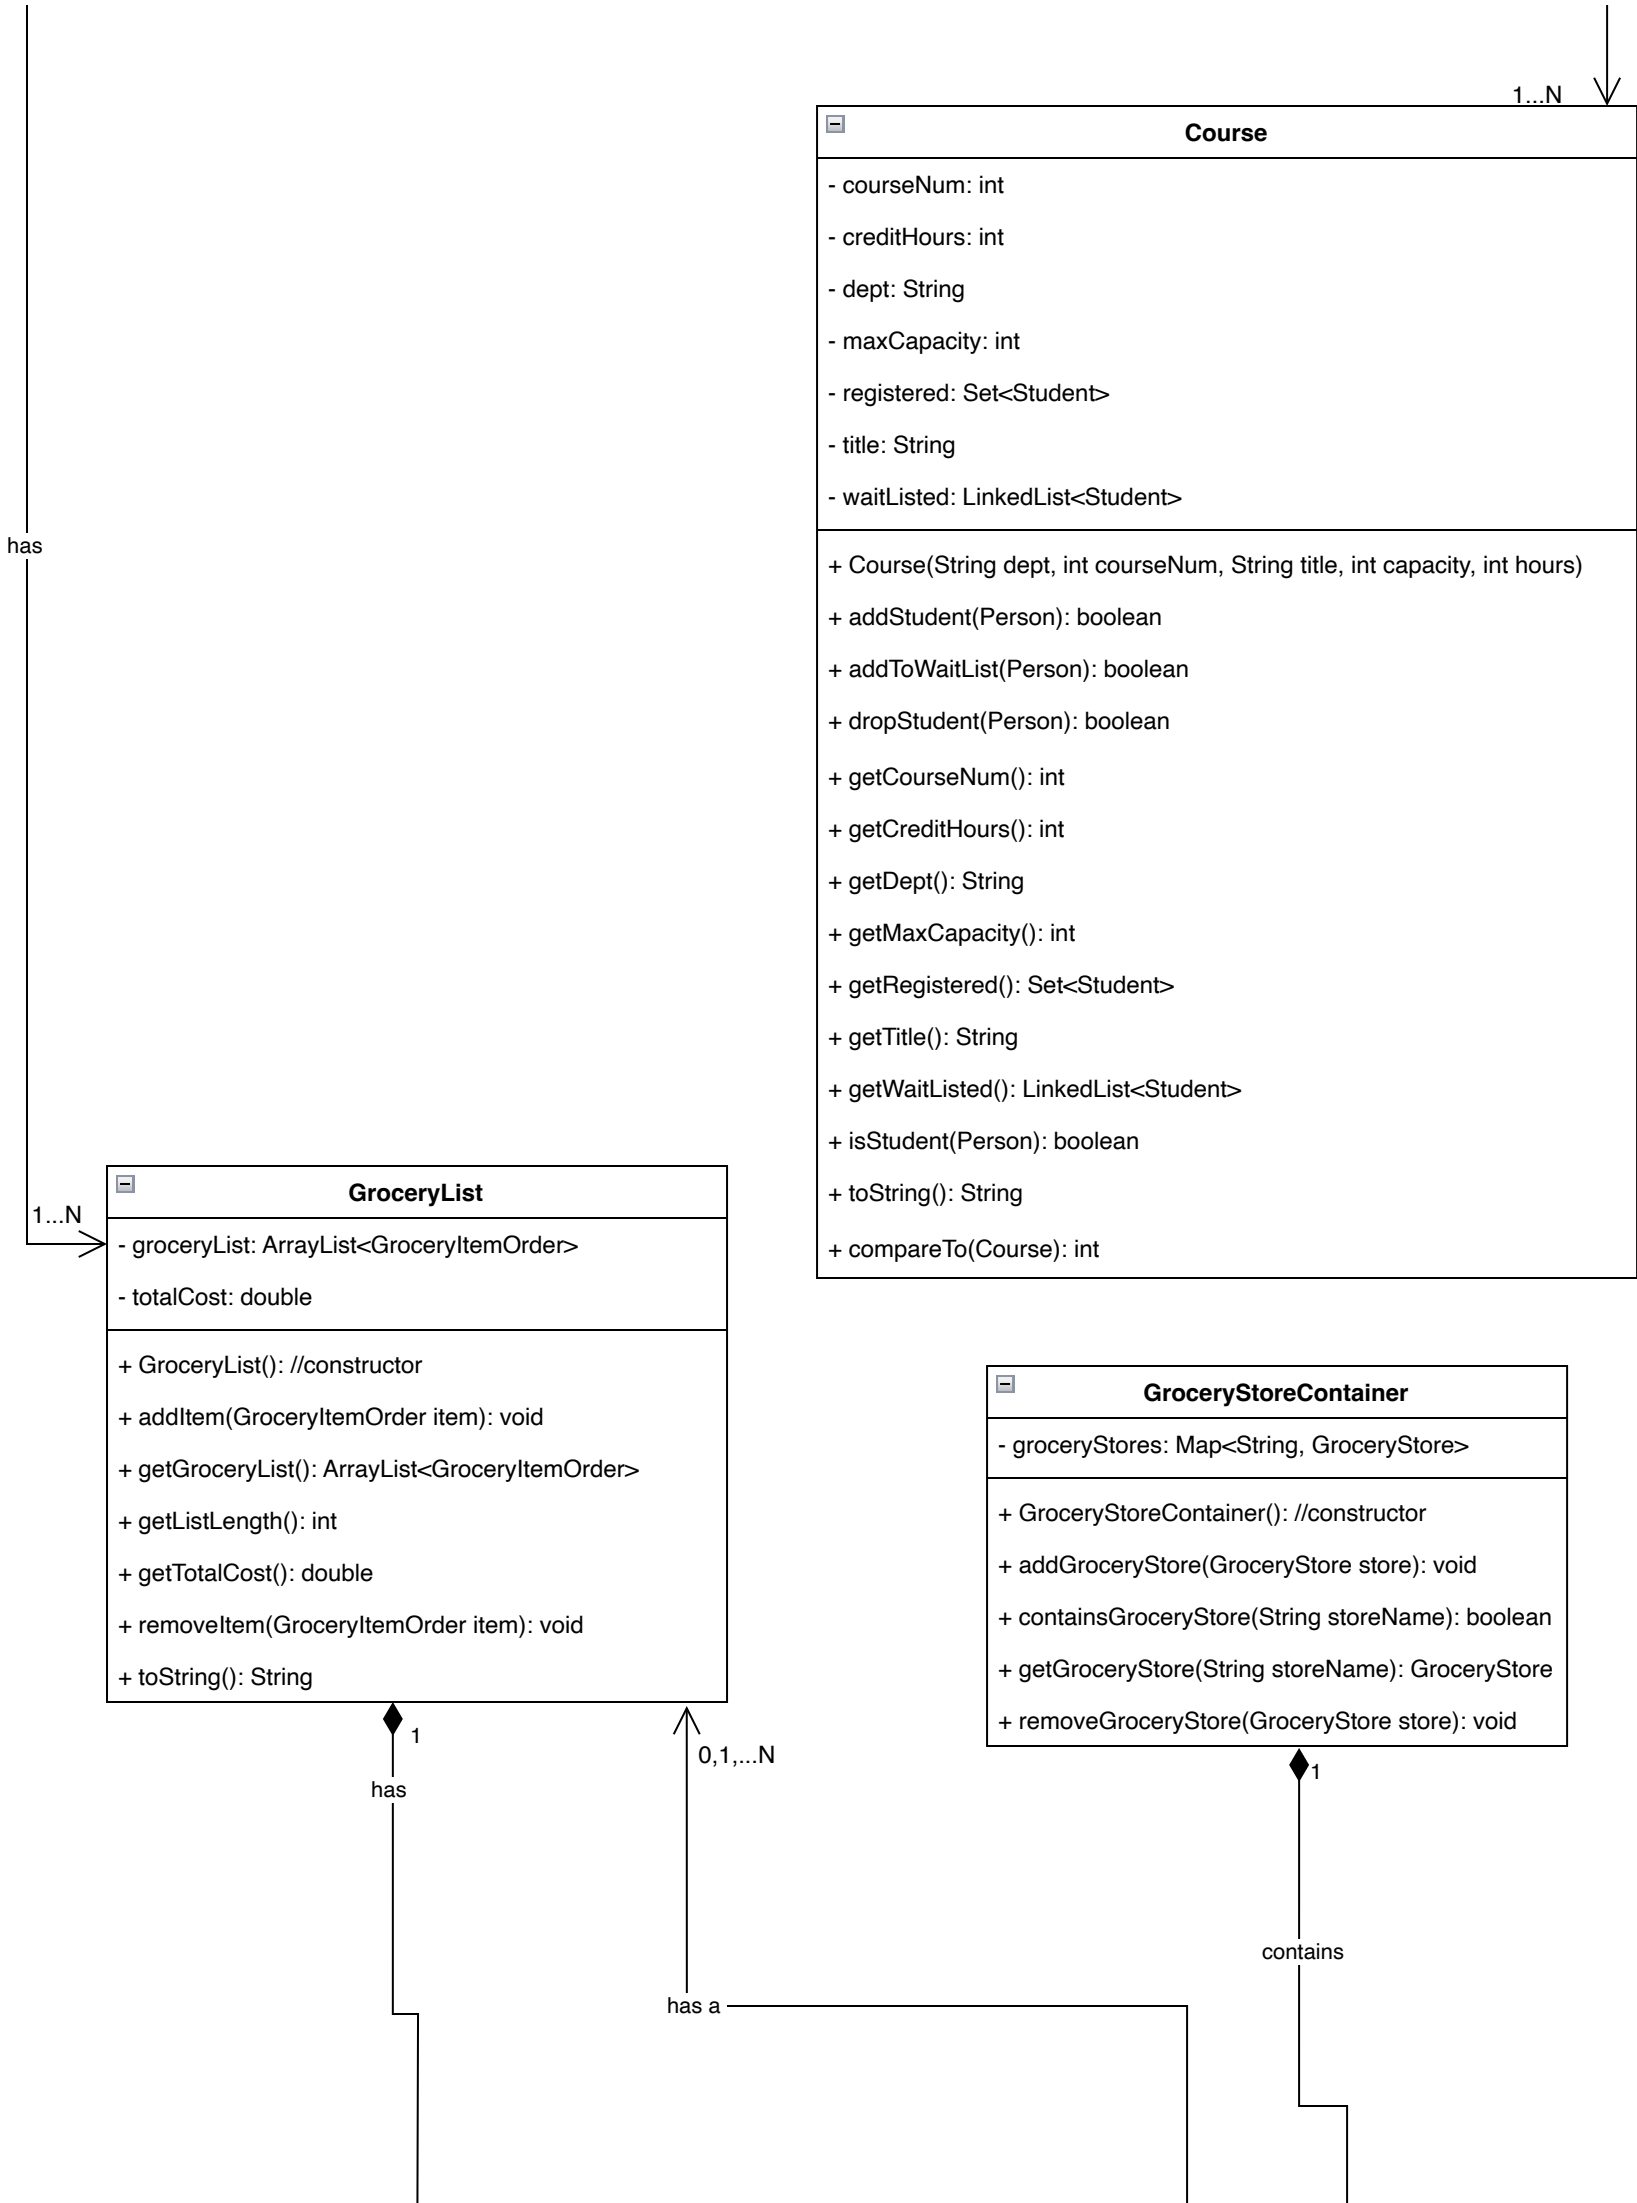 1...N
Course
- courseNum: int
- creditHours: int
- dept: String
- maxCapacity: int
- registered: Set<Student>
- title: String
- waitListed: LinkedList<Student>
+ Course(String dept, int courseNum, String title, int capacity, int hours)
+ addStudent(Person): boolean
+ addToWaitList(Person): boolean
+ dropStudent(Person): boolean
+ getCourseNum(): int
+ getCreditHours(): int
+ getDept(): String
+ getMaxCapacity(): int
+ getRegistered(): Set<Student>
+ getTitle(): String
+ getWaitListed(): LinkedList<Student>
+ isStudent(Person): boolean
+ toString(): String
+ compareTo(Course): int
has
1...N
GroceryList
- groceryList: ArrayList<GroceryItemOrder>
- totalCost: double
+ GroceryList(): //constructor
+ addItem(GroceryItemOrder item): void
+ getGroceryList(): ArrayList<GroceryItemOrder>
+ getListLength(): int
+ getTotalCost(): double
+ removeItem(GroceryItemOrder item): void
+ toString(): String
1
has
0,1,...N
has a
GroceryStoreContainer
- groceryStores: Map<String, GroceryStore>
+ GroceryStoreContainer(): //constructor
+ addGroceryStore(GroceryStore store): void
+ containsGroceryStore(String storeName): boolean
+ getGroceryStore(String storeName): GroceryStore
+ removeGroceryStore(GroceryStore store): void
1
contains